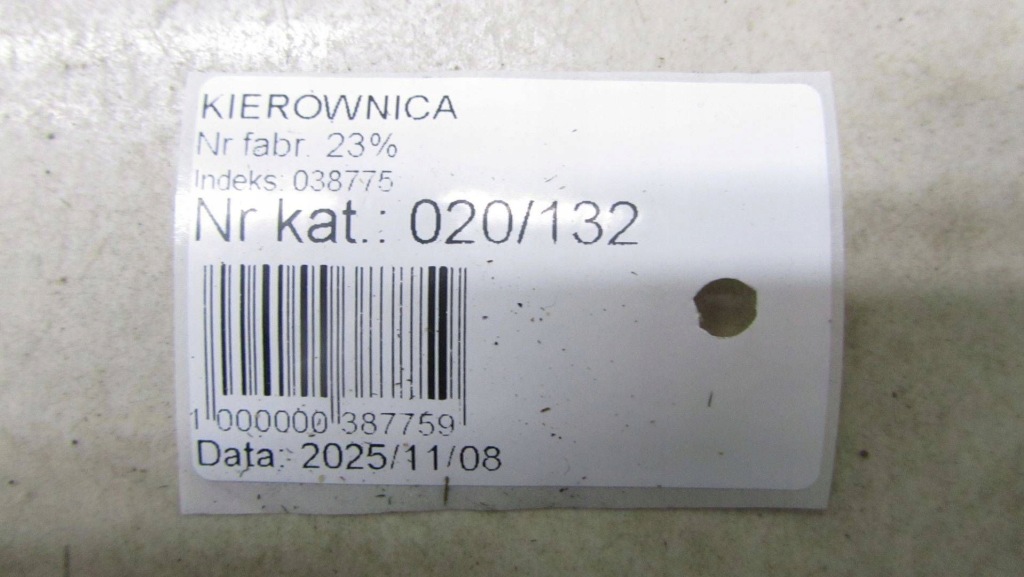 KIEROWNICA
Nr fabr. 23%
Indeks: 038775
Nr kat.: 020/132
1 000000 387759
Data: 2025/11/08